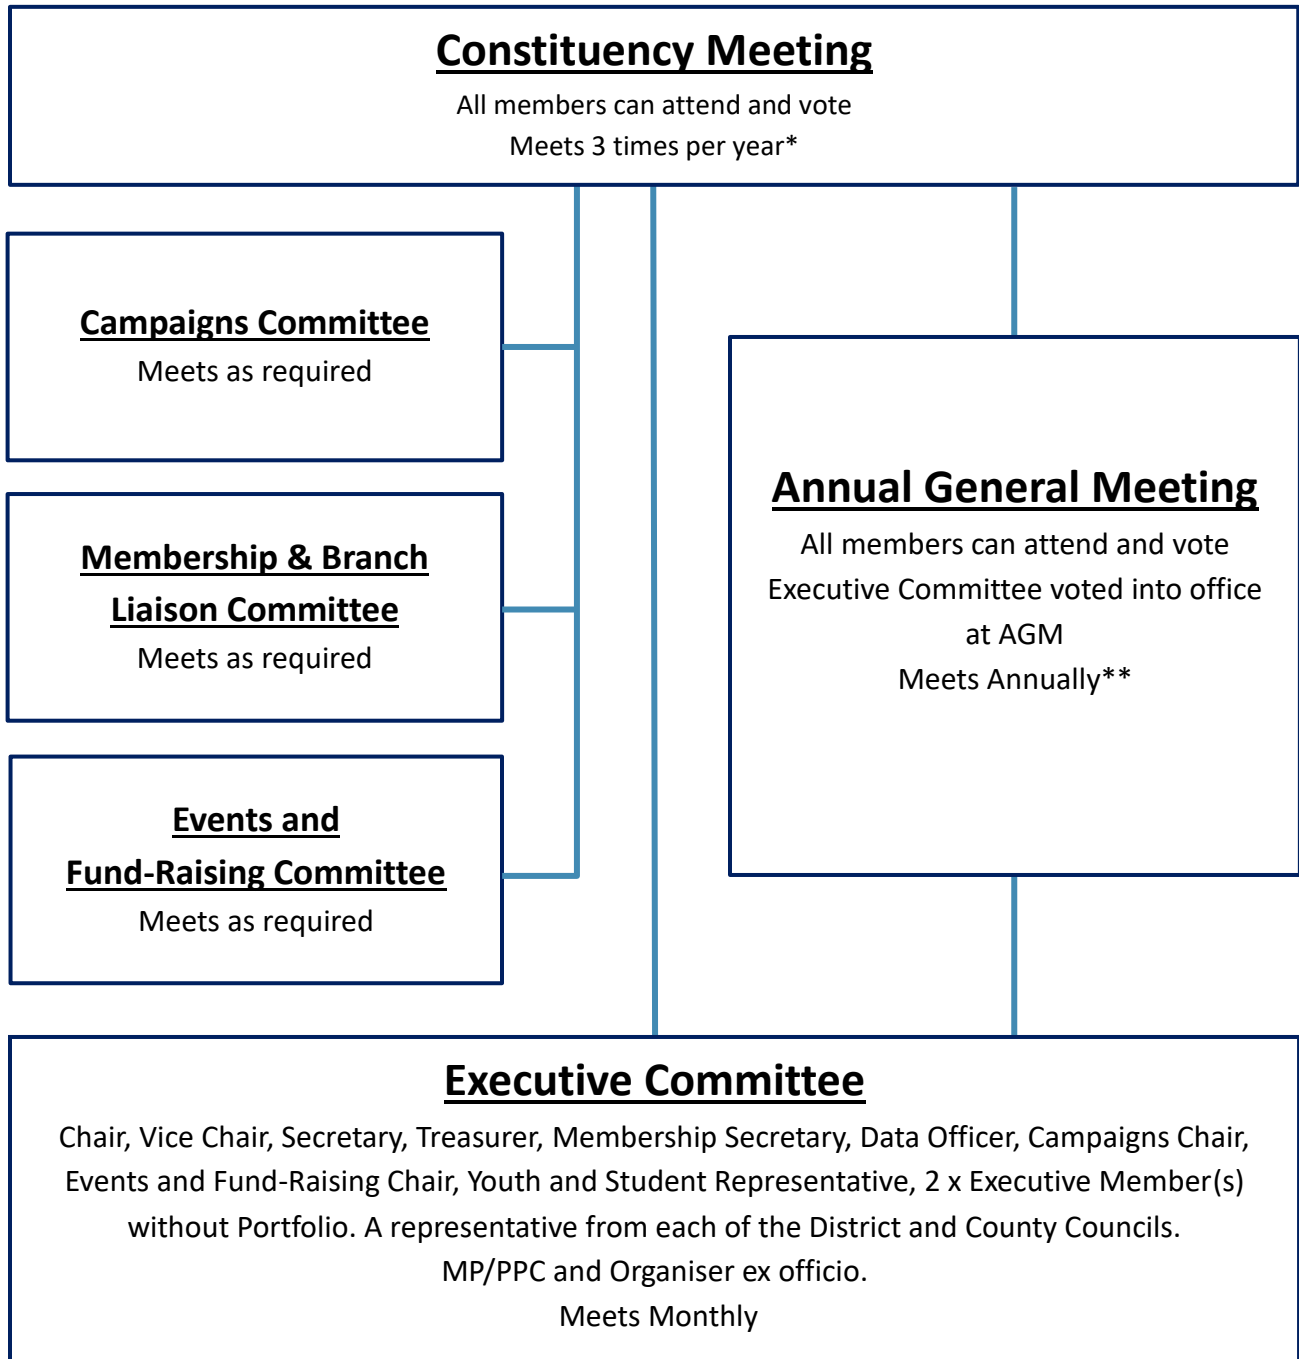 Constituency Meeting
All members can attend and vote
Meets 3 times per year*
Campaigns Committee
Meets as required
Membership & Branch
Liaison Committee
Meets as required
Events and
Fund-Raising Committee
Meets as required
Annual General Meeting
All members can attend and vote
Executive Committee voted into office
at AGM
Meets Annually**
Executive Committee
Chair, Vice Chair, Secretary, Treasurer, Membership Secretary, Data Officer, Campaigns Chair,
Events and Fund-Raising Chair, Youth and Student Representative, 2 x Executive Member(s)
without Portfolio. A representative from each of the District and County Councils.
MP/PPC and Organiser ex officio.
Meets Monthly